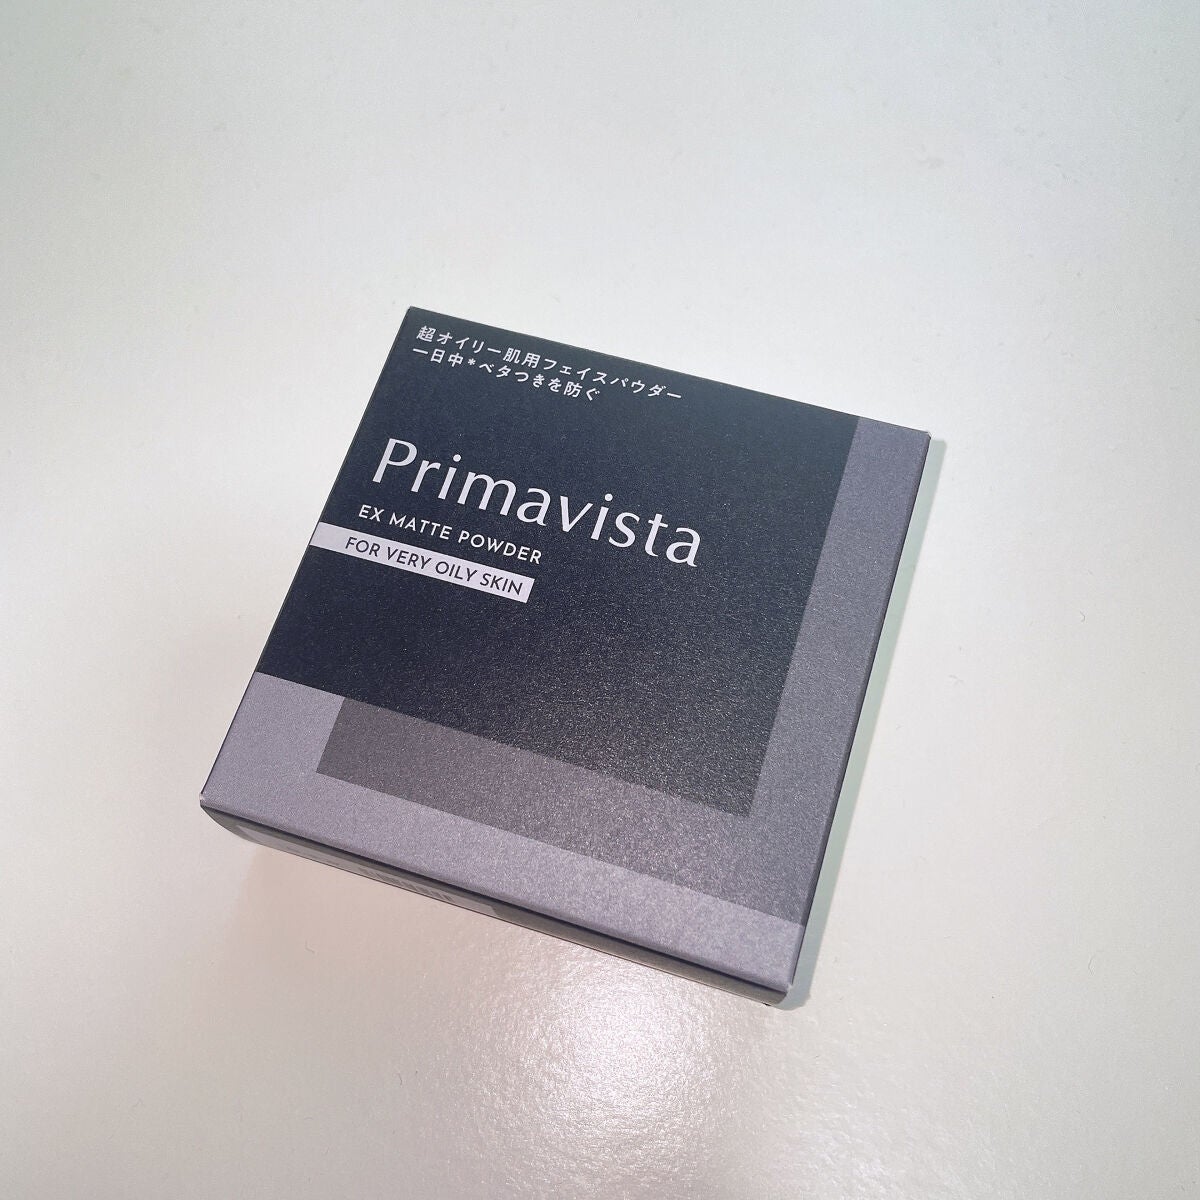 超オイリー肌用フェイスパウダー
一日中*ベタつきを防ぐ
Primavista
EX MATTE POWDER
FOR VERY OILY SKIN